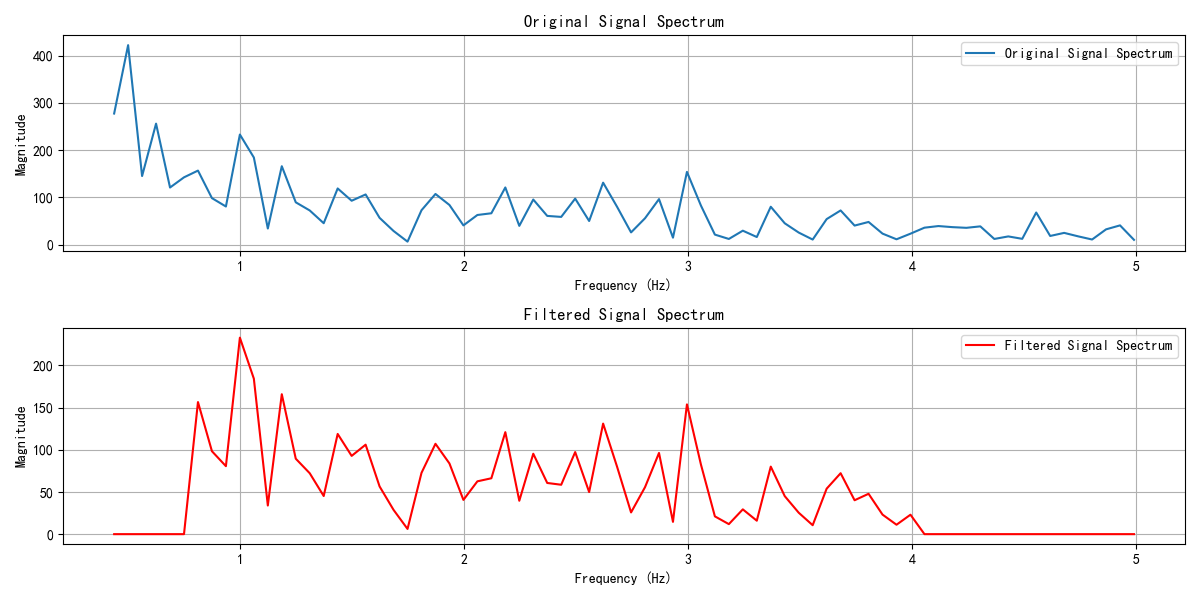 Original Signal Spectrum
Original Signal Spectrum
Magnitude
400
300
200
100
0
1 2 3 4 5
Frequency (Hz)
Filtered Signal Spectrum
Filtered Signal Spectrum
Magnitude
200
150
100
50
0
1 2 3 4 5
Frequency (Hz)